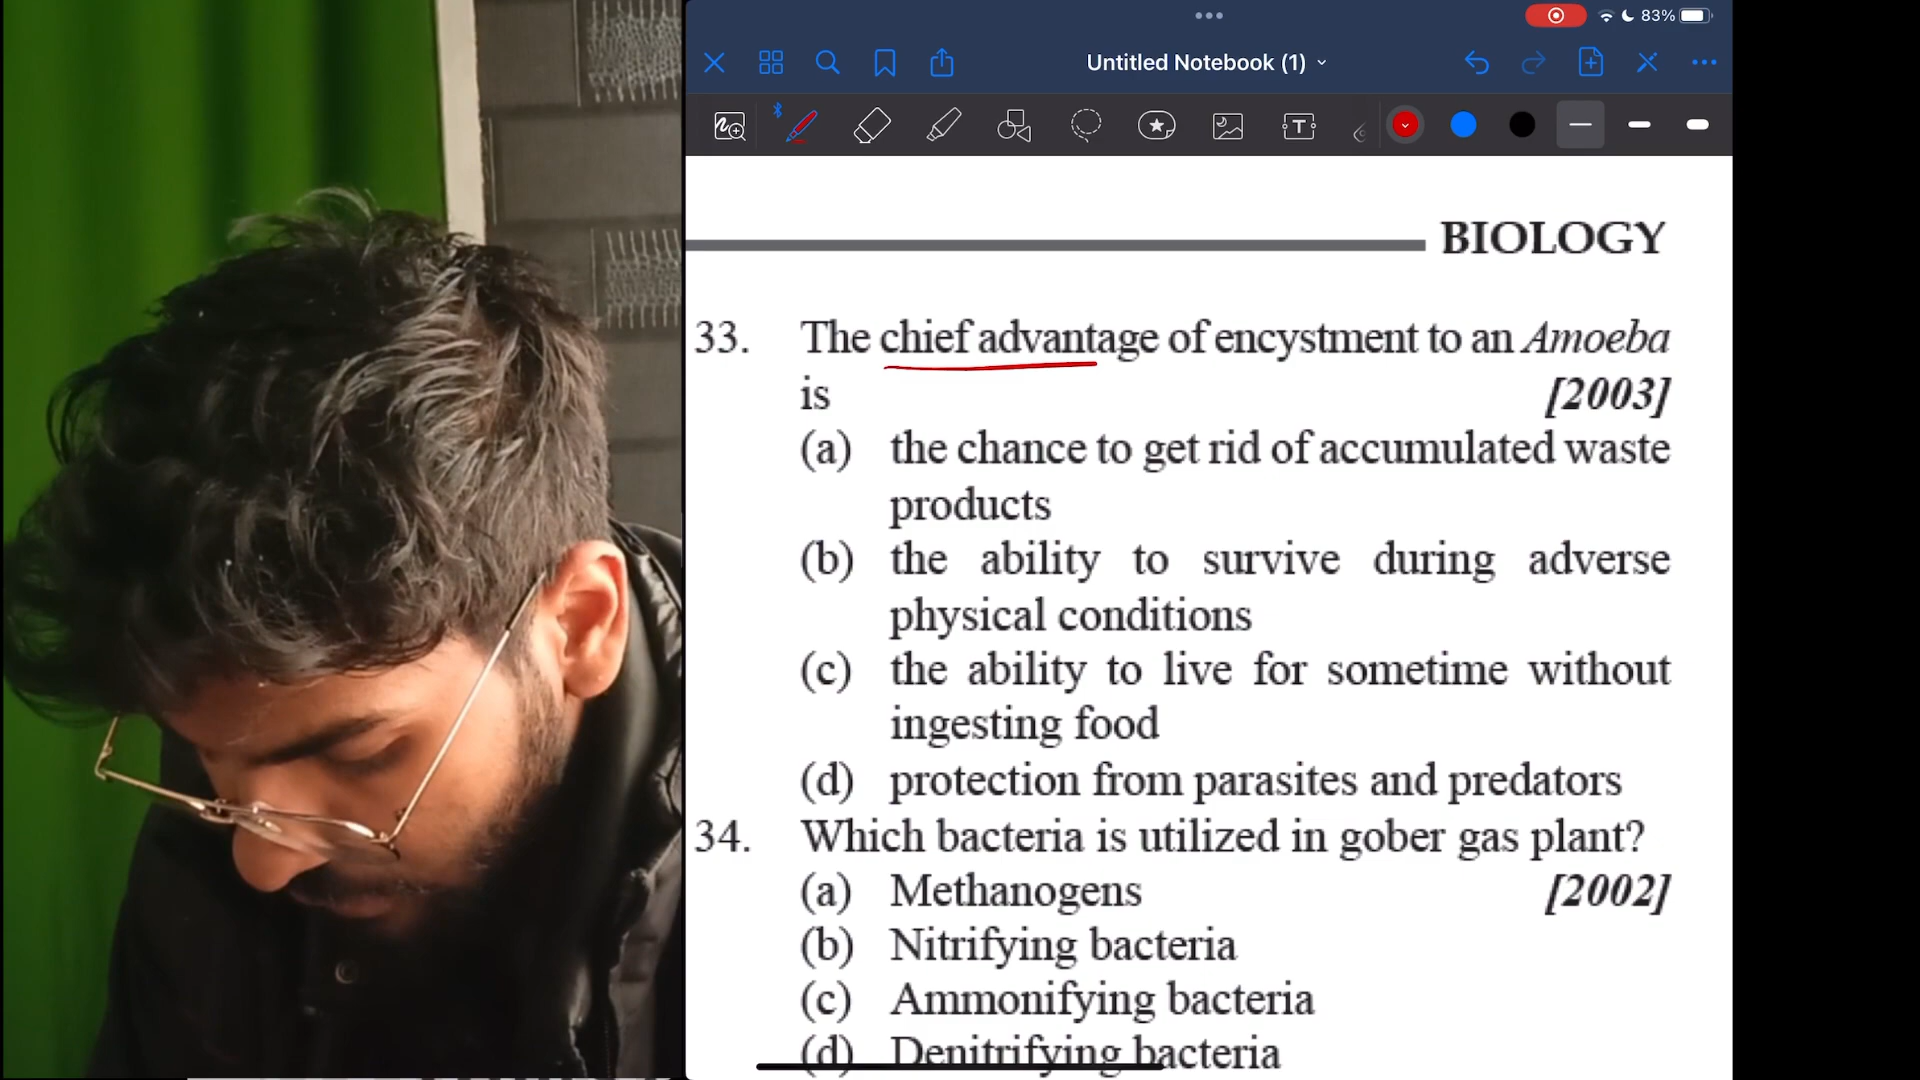 83%
Untitled Notebook (1)
T
BIOLOGY
33. The chief advantage of encystment to an Amoeba
is [2003]
(a) the chance to get rid of accumulated waste
products
(b) the ability to survive during adverse
physical conditions
(c) the ability to live for sometime without
ingesting food
(d) protection from parasites and predators
34. Which bacteria is utilized in gober gas plant?
(a) Methanogens [2002]
(b) Nitrifying bacteria
(c) Ammonifying bacteria
(d) Denitrifying bacteria